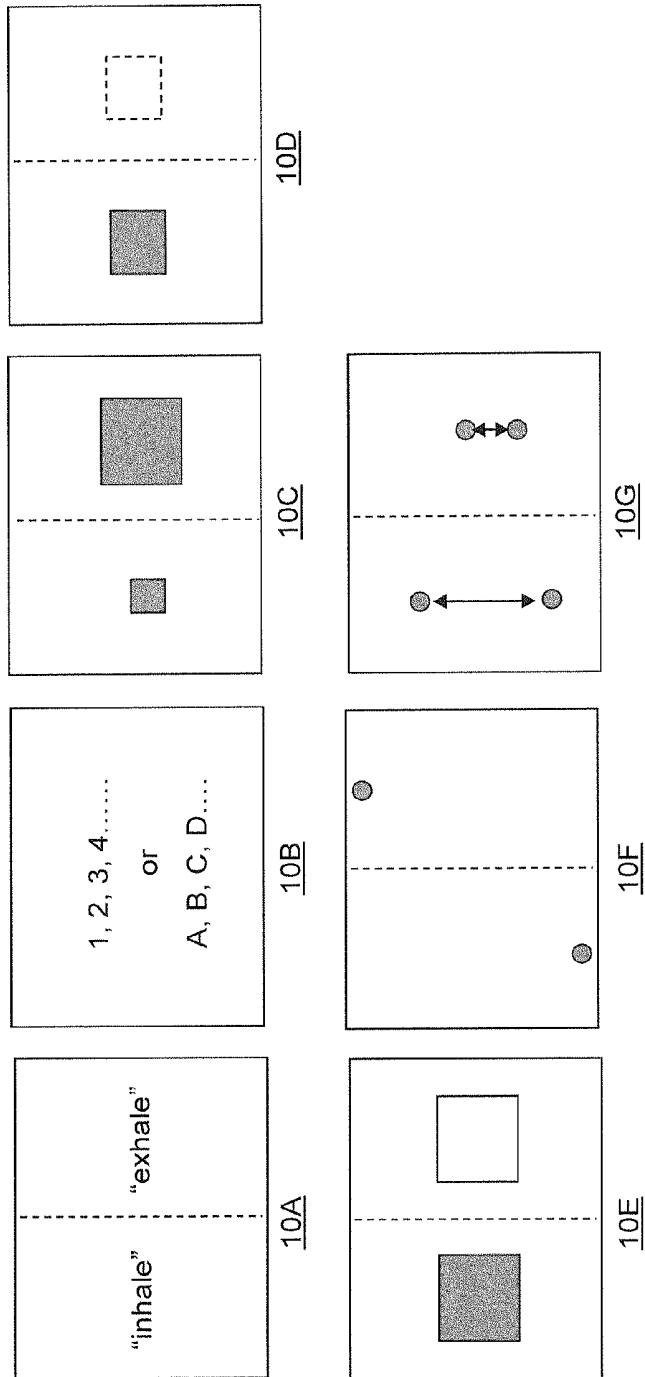 "inhale" "exhale"
10A
1, 2, 3, 4......
or
A, B, C, D....
10B
10C
10D
10E
10F
10G